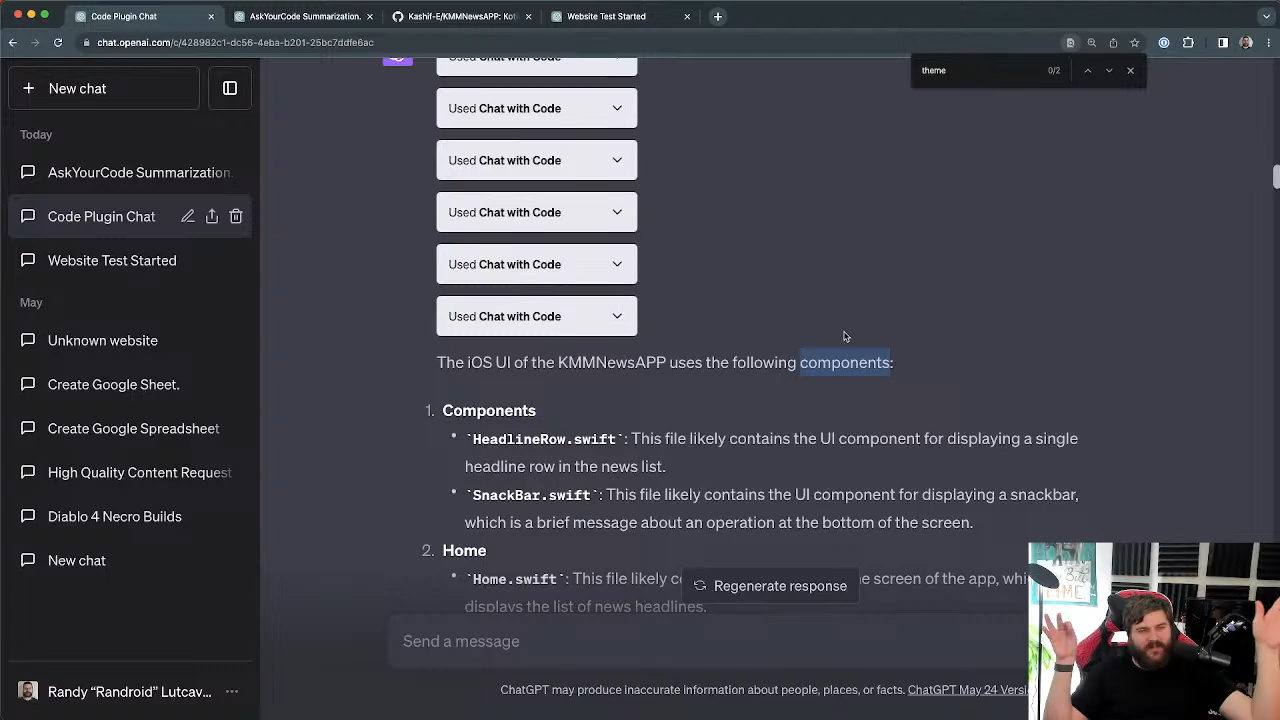 Code Plugin Chat
AskYourCode Summarization.
Kashif-E/KMMNewsAPP: Kot
Website Test Started
chat.openai.com/c/428982c1-dc56-4eba-b201-25bc7ddfe6ac
theme
0/2
New chat
Today
AskYourCode Summarization.
Code Plugin Chat
Website Test Started
May
Unknown website
Create Google Sheet.
Create Google Spreadsheet
High Quality Content Request
Diablo 4 Necro Builds
New chat
Randy “Randroid” Lutcav...
Used Chat with Code
Used Chat with Code
Used Chat with Code
Used Chat with Code
Used Chat with Code
Used Chat with Code
The iOS UI of the KMMNewsAPP uses the following components:
1. Components
• `HeadlineRow.swift`: This file likely contains the UI component for displaying a single
headline row in the news list.
• `SnackBar.swift`: This file likely contains the UI component for displaying a snackbar,
which is a brief message about an operation at the bottom of the screen.
2. Home
• `Home.swift`: This file likely c
e screen of the app, whi
displays the list of news headlines.
Regenerate response
Send a message
ChatGPT may produce inaccurate information about people, places, or facts. ChatGPT May 24 Versi